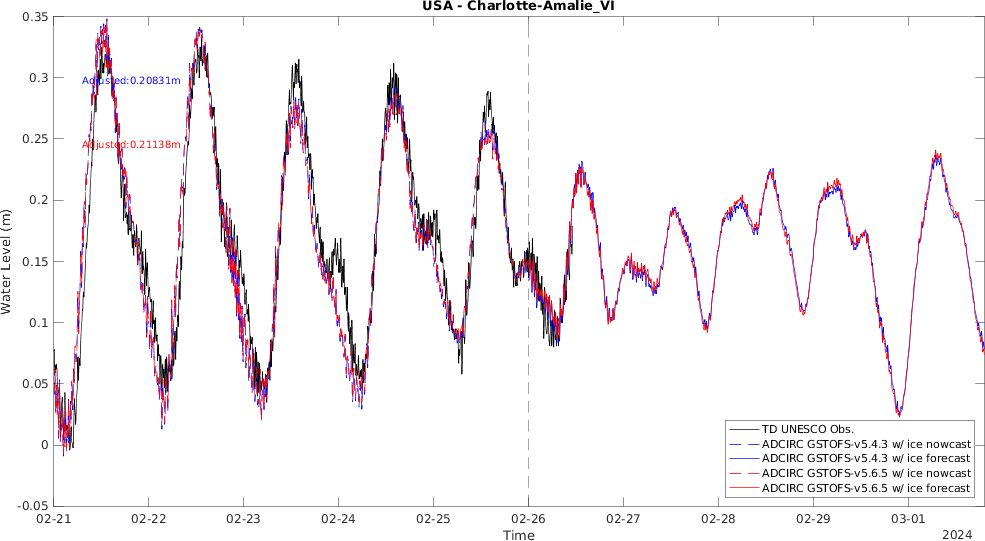 USA - Charlotte-Amalie_VI
0.35
0.3
0.25
0.2
0.15
0.1
0.05
0
-0.05
Water Level (m)
Adjusted:0.20831m
Adjusted:0.21138m
TD UNESCO Obs.
ADCIRC GSTOFS-v5.4.3 w/ ice nowcast
ADCIRC GSTOFS-v5.4.3 w/ ice forecast
ADCIRC GSTOFS-v5.6.5 w/ ice nowcast
ADCIRC GSTOFS-v5.6.5 w/ ice forecast
02-21 02-22 02-23 02-24 02-25 02-26 02-27 02-28 02-29 03-01
Time
2024